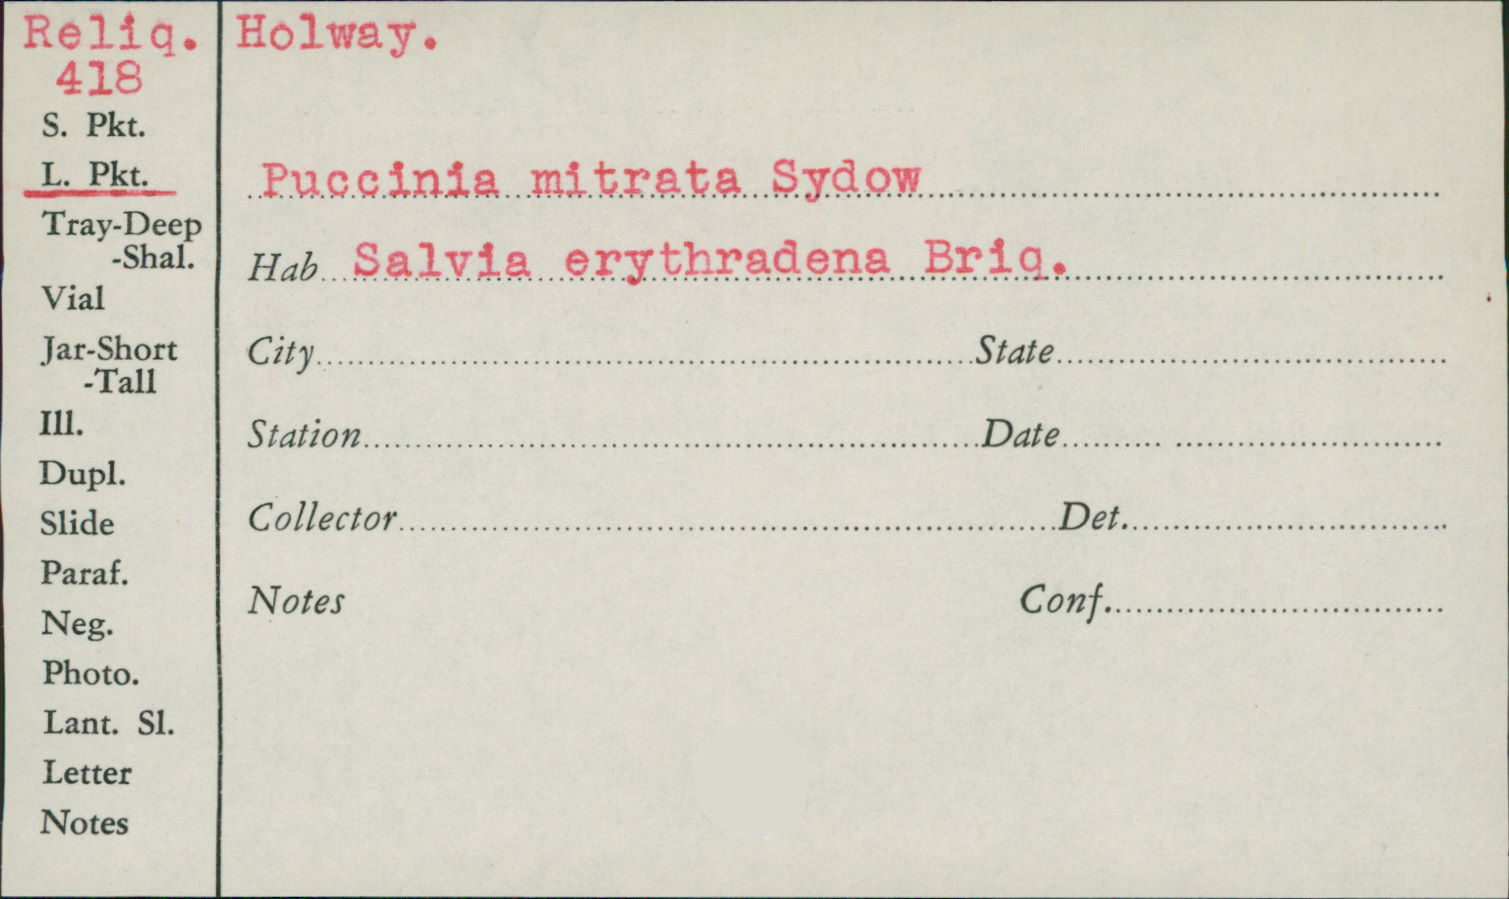 Reliq. Holway.
418
S. Pkt.
L. Pkt.
Tray-Deep
-Shal.
Vial
Jar-Short
-Tall
Ill.
Dupl.
Slide
Paraf.
Neg.
Photo.
Lant. Sl.
Letter
Notes
Puccinia mitrata Sydow
Hab Salvia erythradena Briq.
City State
Station Date
Collector Det.
Notes Conf.